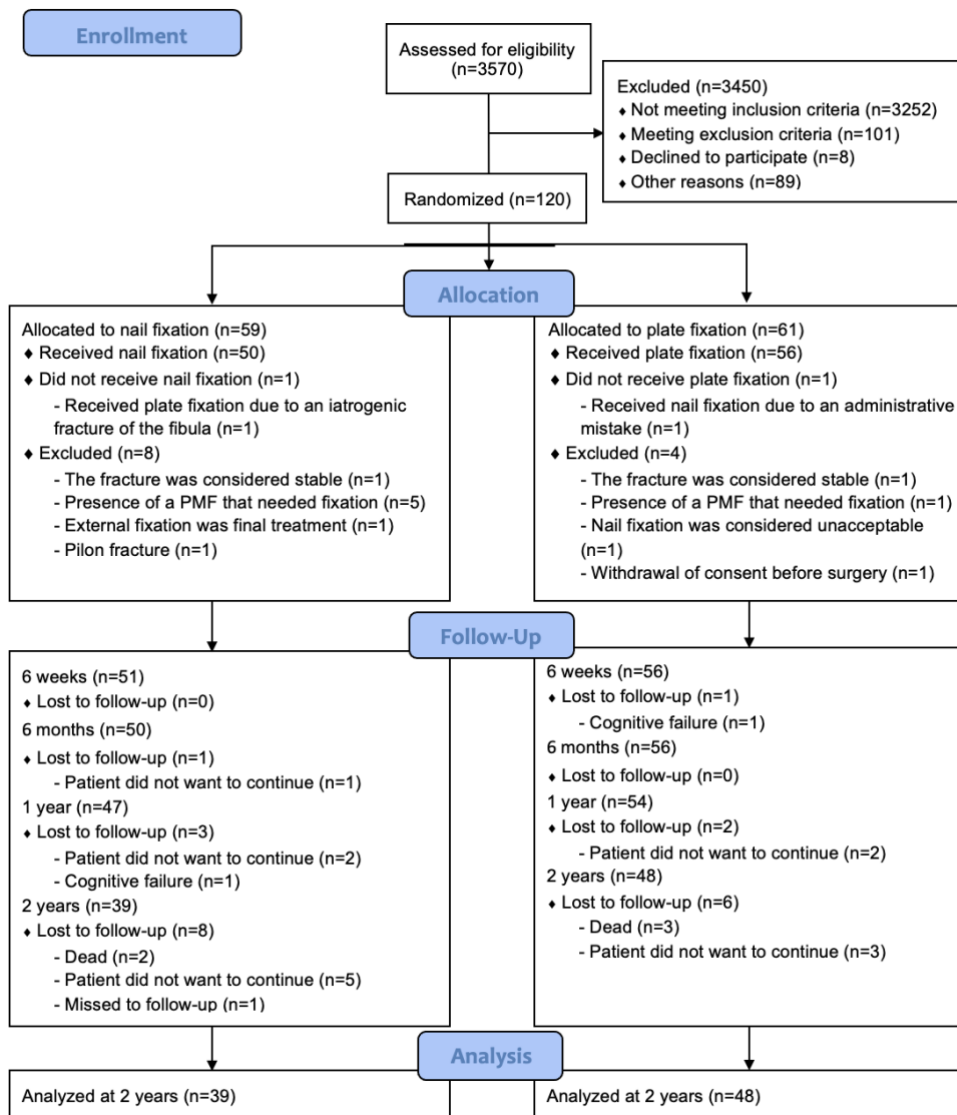 Enrollment
Assessed for eligibility
(n=3570)
Excluded (n=3450)
♦ Not meeting inclusion criteria (n=3252)
♦ Meeting exclusion criteria (n=101)
♦ Declined to participate (n=8)
♦ Other reasons (n=89)
Randomized (n=120)
Allocation
Allocated to nail fixation (n=59)
♦ Received nail fixation (n=50)
♦ Did not receive nail fixation (n=1)
- Received plate fixation due to an iatrogenic
fracture of the fibula (n=1)
♦ Excluded (n=8)
- The fracture was considered stable (n=1)
- Presence of a PMF that needed fixation (n=5)
- External fixation was final treatment (n=1)
- Pilon fracture (n=1)
Allocated to plate fixation (n=61)
♦ Received plate fixation (n=56)
♦ Did not receive plate fixation (n=1)
- Received nail fixation due to an administrative
mistake (n=1)
♦ Excluded (n=4)
- The fracture was considered stable (n=1)
- Presence of a PMF that needed fixation (n=1)
- Nail fixation was considered unacceptable
(n=1)
- Withdrawal of consent before surgery (n=1)
Follow-Up
6 weeks (n=51)
♦ Lost to follow-up (n=0)
6 months (n=50)
♦ Lost to follow-up (n=1)
- Patient did not want to continue (n=1)
1 year (n=47)
♦ Lost to follow-up (n=3)
- Patient did not want to continue (n=2)
- Cognitive failure (n=1)
2 years (n=39)
♦ Lost to follow-up (n=8)
- Dead (n=2)
- Patient did not want to continue (n=5)
- Missed to follow-up (n=1)
6 weeks (n=56)
♦ Lost to follow-up (n=1)
- Cognitive failure (n=1)
6 months (n=56)
♦ Lost to follow-up (n=0)
1 year (n=54)
♦ Lost to follow-up (n=2)
- Patient did not want to continue (n=2)
2 years (n=48)
♦ Lost to follow-up (n=6)
- Dead (n=3)
- Patient did not want to continue (n=3)
Analysis
Analyzed at 2 years (n=39)
Analyzed at 2 years (n=48)